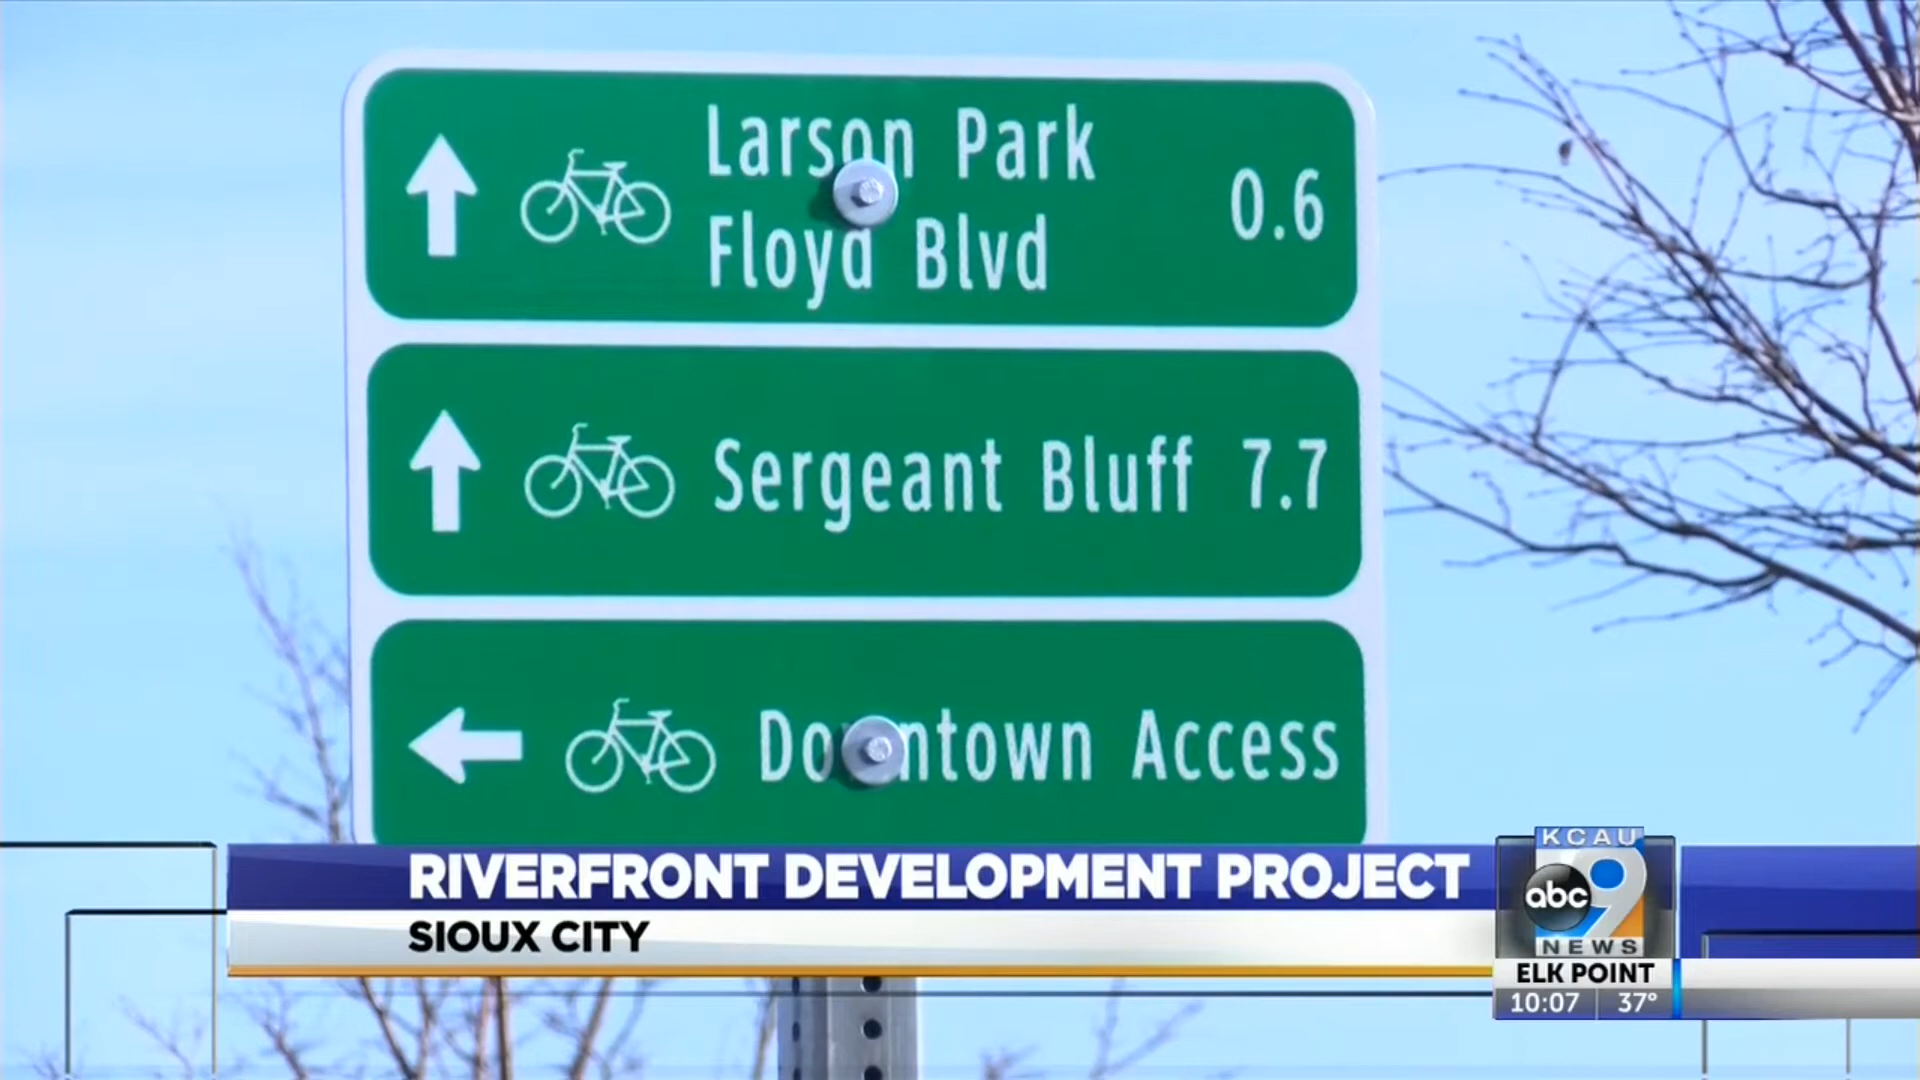 Larson Park
Floyd Blvd
0.6
Sergeant Bluff 7.7
Downtown Access
RIVERFRONT DEVELOPMENT PROJECT
SIOUX CITY
KCAU
abc 9
NEWS
ELK POINT
10:07 37°